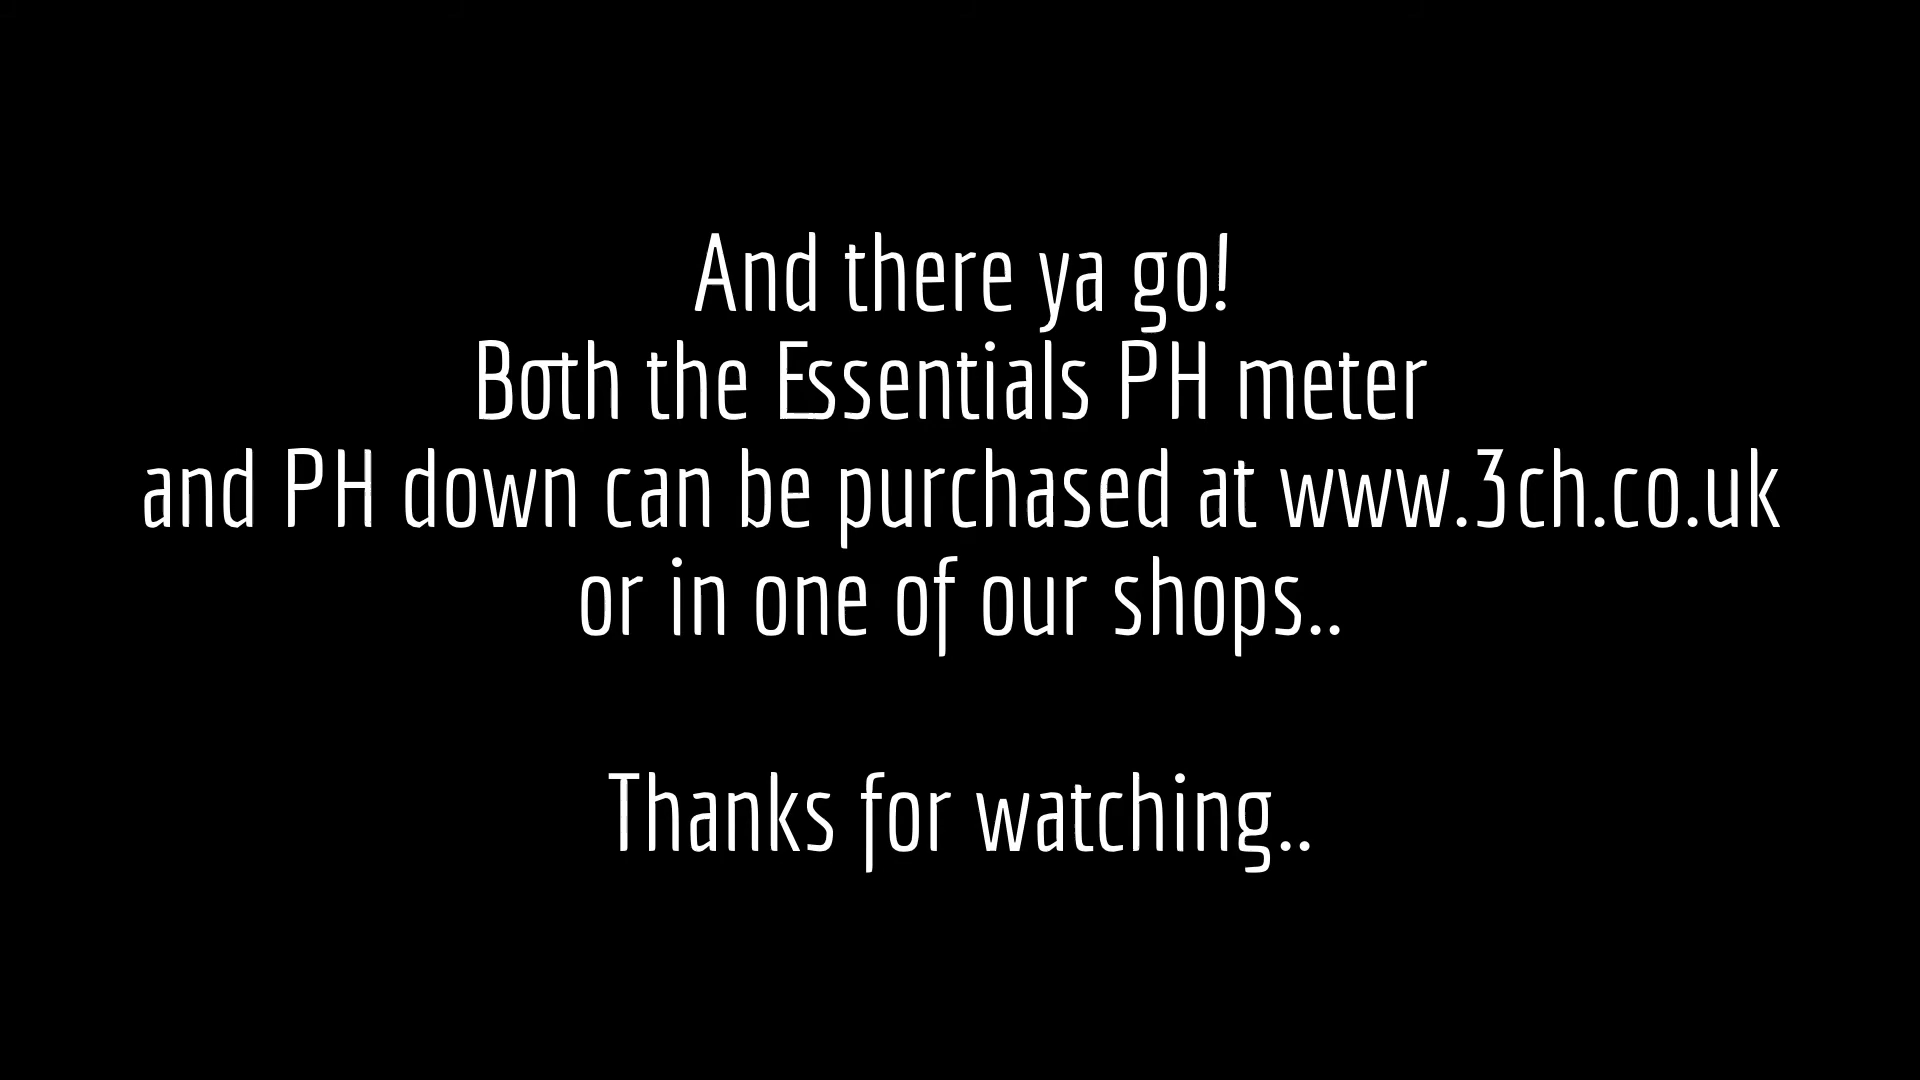 And there ya go!
Both the Essentials PH meter
and PH down can be purchased at www.3ch.co.uk
or in one of our shops..
Thanks for watching..